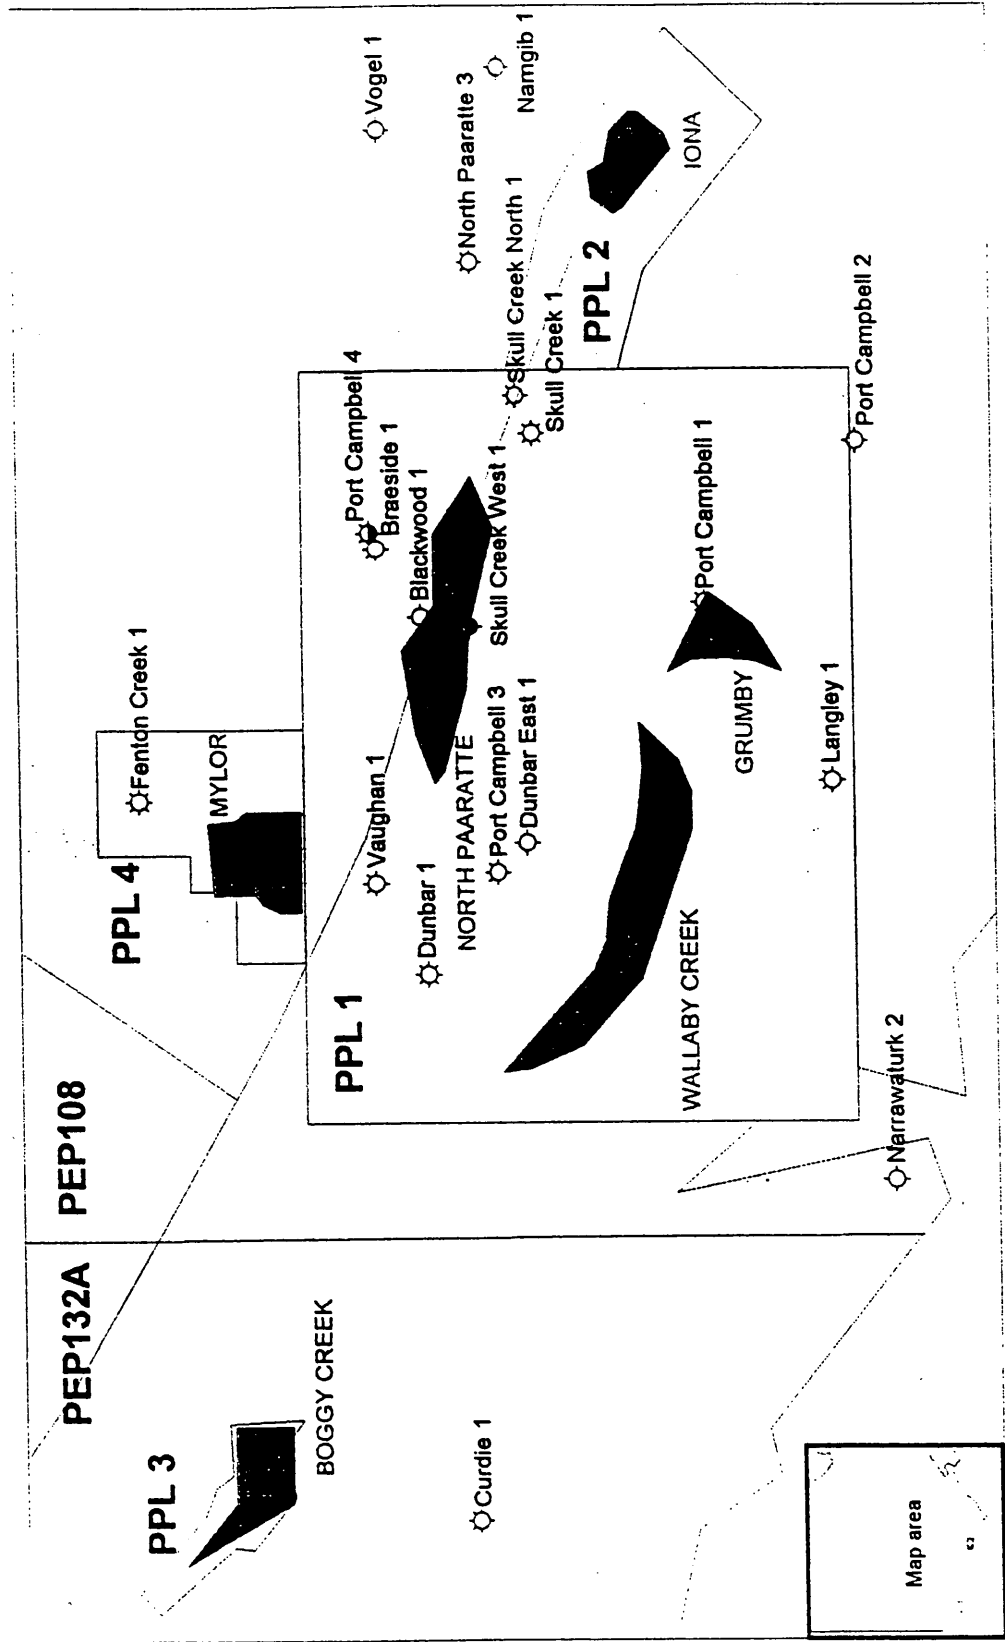 PEP132A
PEP108
PPL 3
BOGGY CREEK
Curdie 1
PPL 4
MYLOR
Fenton Creek 1
PPL 1
Vaughan 1
Dunbar 1
NORTH PAARATTE
Port Campbell 3
Dunbar East 1
Port Campbell 4
Braeside 1
Blackwood 1
Skull Creek West 1
Skull Creek North 1
Skull Creek 1
North Paaratte 3
Vogel 1
Namgib 1
PPL 2
IONA
WALLABY CREEK
GRUMBY
Port Campbell 1
Langley 1
Port Campbell 2
Narrawaturk 2
Map area